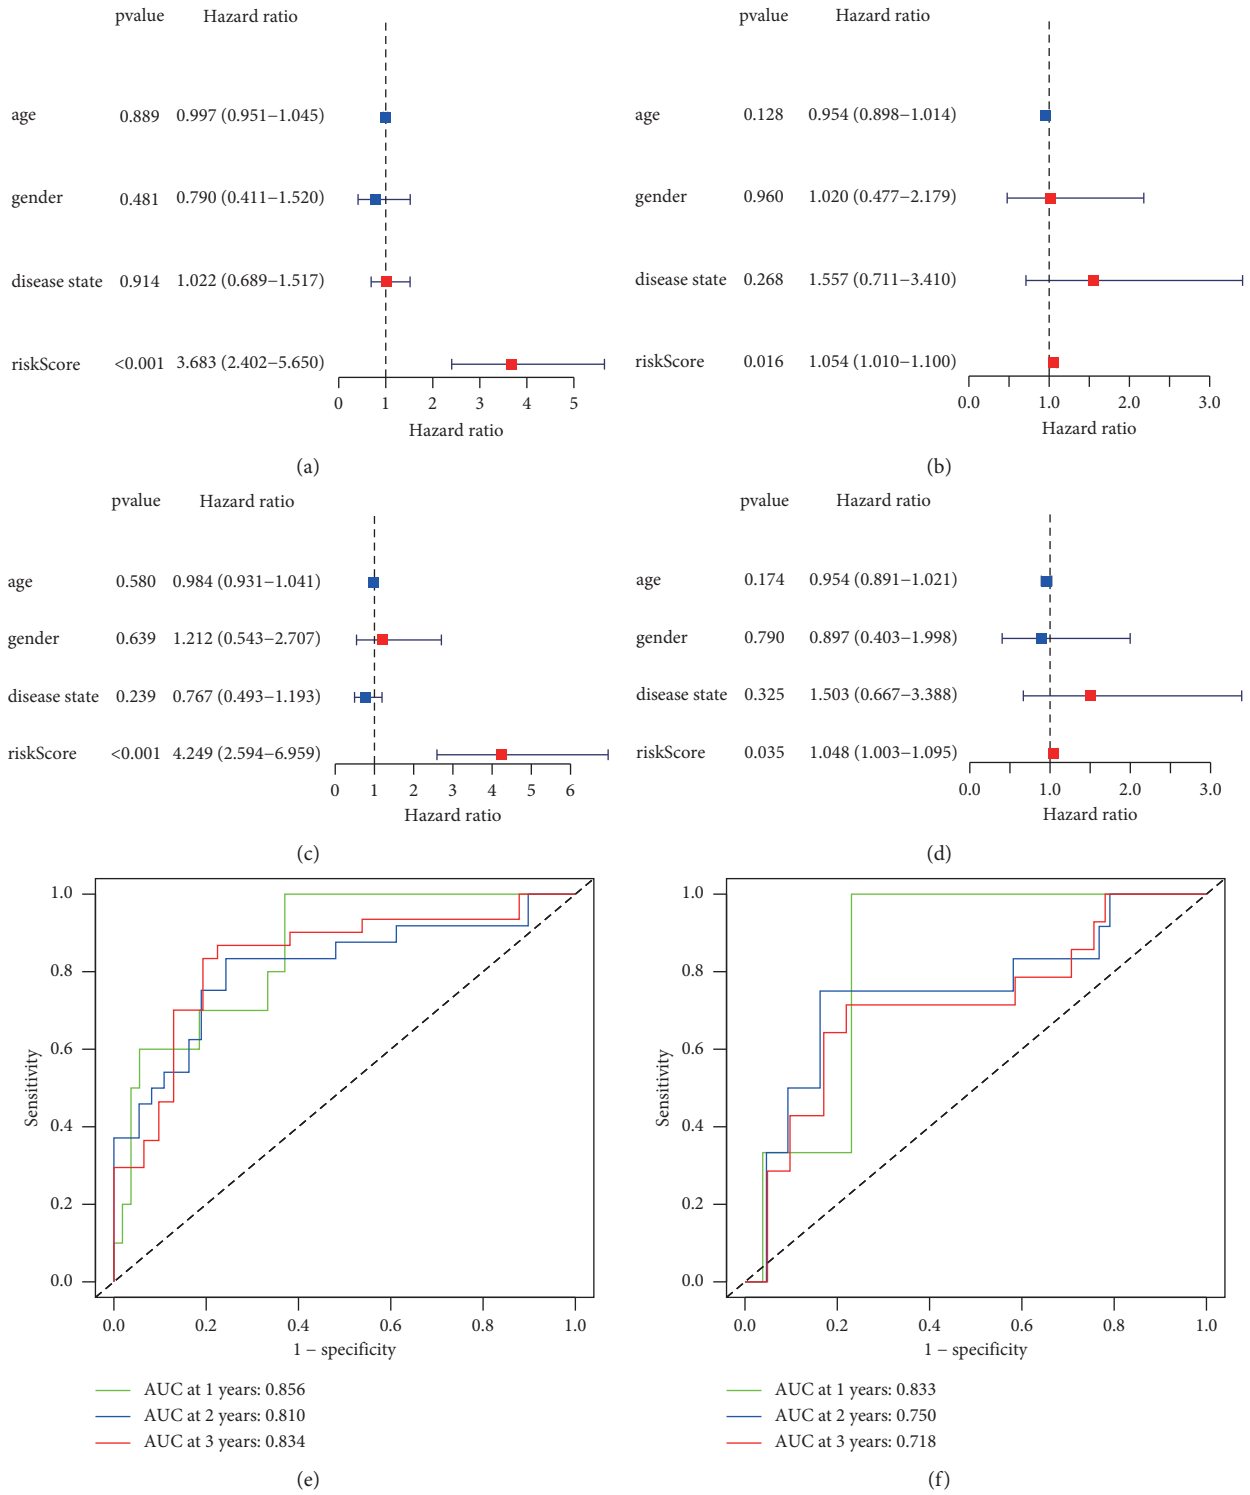 pvalue Hazard ratio
age 0.889 0.997 (0.951−1.045)
gender 0.481 0.790 (0.411−1.520)
disease state 0.914 1.022 (0.689−1.517)
riskScore <0.001 3.683 (2.402−5.650)
0 1 2 3 4 5
Hazard ratio
(a)
pvalue Hazard ratio
age 0.128 0.954 (0.898−1.014)
gender 0.960 1.020 (0.477−2.179)
disease state 0.268 1.557 (0.711−3.410)
riskScore 0.016 1.054 (1.010−1.100)
0.0 1.0 2.0 3.0
Hazard ratio
(b)
pvalue Hazard ratio
age 0.580 0.984 (0.931−1.041)
gender 0.639 1.212 (0.543−2.707)
disease state 0.239 0.767 (0.493−1.193)
riskScore <0.001 4.249 (2.594−6.959)
0 1 2 3 4 5 6
Hazard ratio
(c)
pvalue Hazard ratio
age 0.174 0.954 (0.891−1.021)
gender 0.790 0.897 (0.403−1.998)
disease state 0.325 1.503 (0.667−3.388)
riskScore 0.035 1.048 (1.003−1.095)
0.0 1.0 2.0 3.0
Hazard ratio
(d)
1.0
0.8
0.6
0.4
0.2
0.0
Sensitivity
0.0 0.2 0.4 0.6 0.8 1.0
1 − specificity
AUC at 1 years: 0.856
AUC at 2 years: 0.810
AUC at 3 years: 0.834
(e)
1.0
0.8
0.6
0.4
0.2
0.0
Sensitivity
0.0 0.2 0.4 0.6 0.8 1.0
1 − specificity
AUC at 1 years: 0.833
AUC at 2 years: 0.750
AUC at 3 years: 0.718
(f)